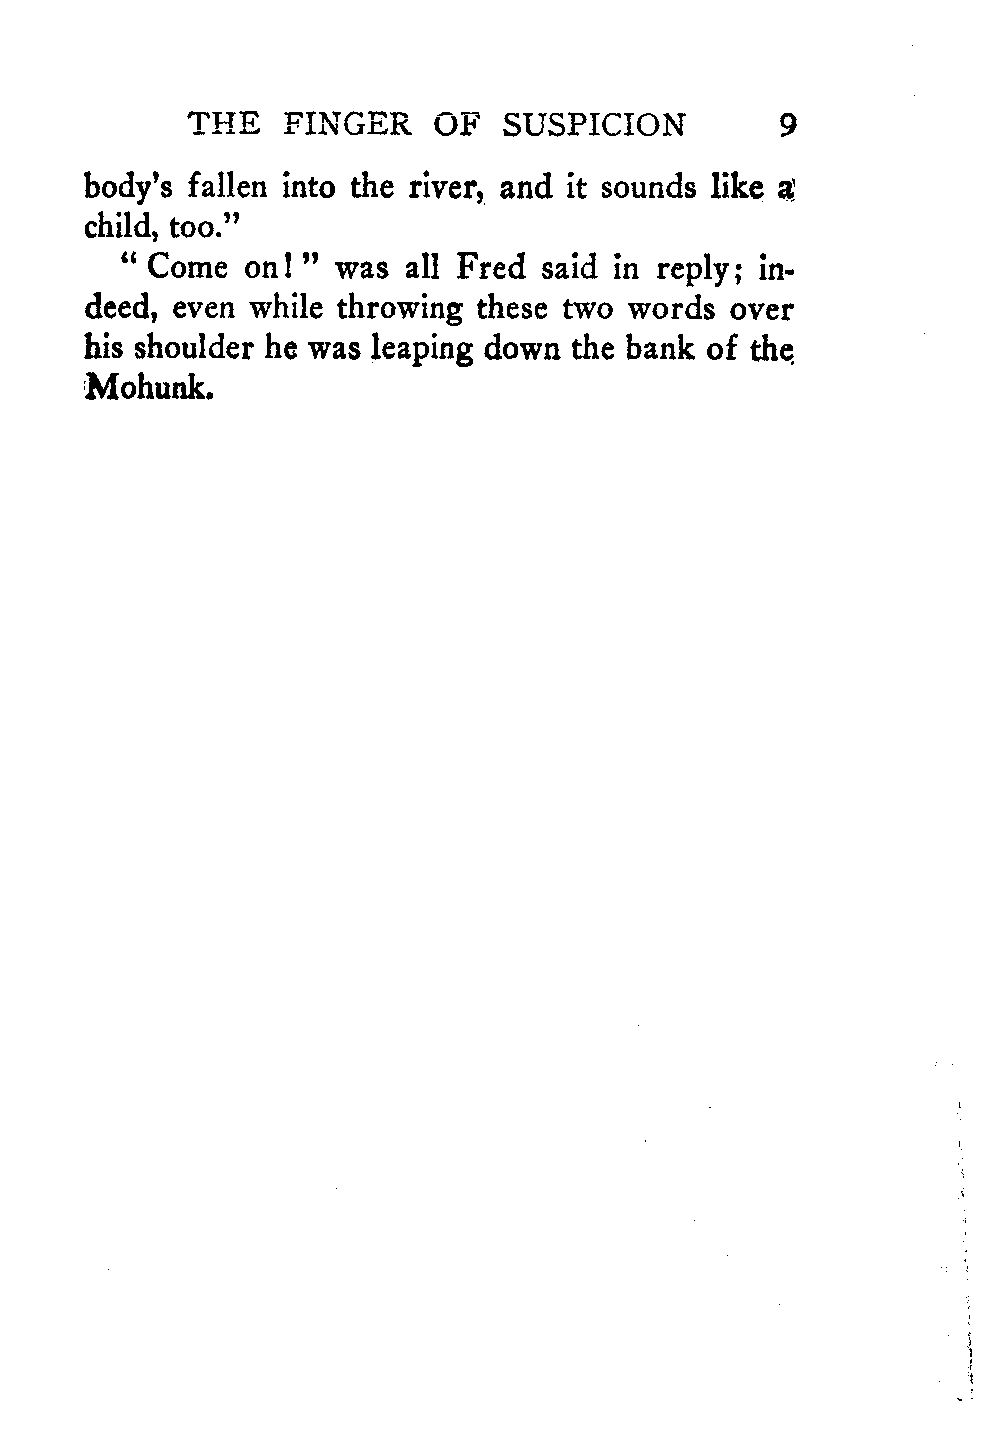 THE FINGER OF SUSPICION 9
body's fallen into the river, and it sounds like a
child, too."
" Come on! " was all Fred said in reply; in-
deed, even while throwing these two words over
his shoulder he was leaping down the bank of the
Mohunk.